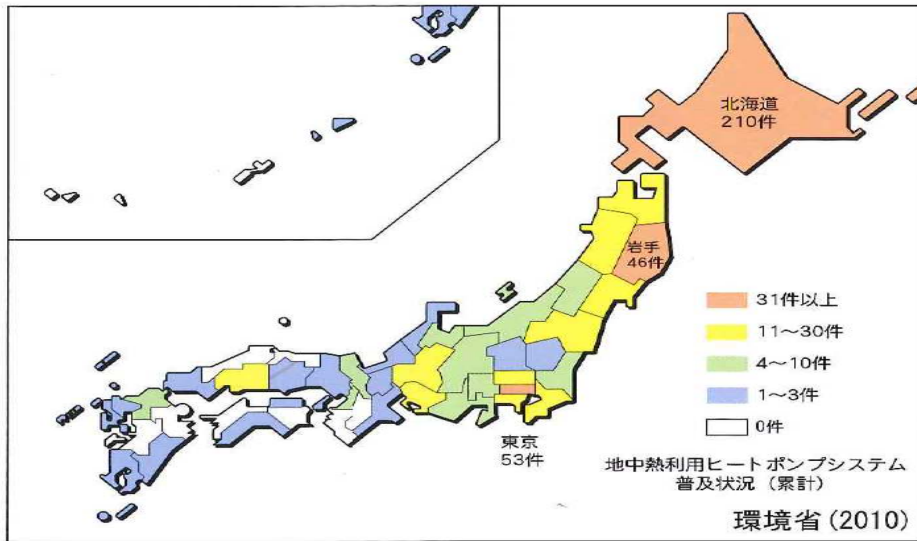 北海道
210件
岩手
46件
31件以上
11～30件
4～10件
1～3件
0件
東京
53件
地中熱利用ヒートポンプシステム
普及状況（累計）
環境省(2010)